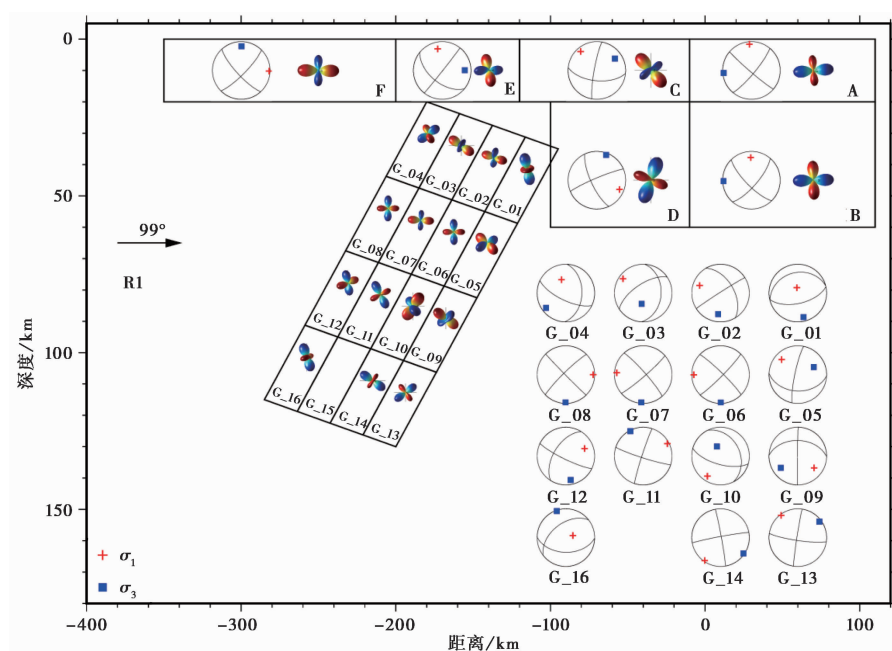 0
F
E
C
A
G_04
G_03
G_02
G_01
50
D
B
99°
R1
G_08
G_07
G_06
G_05
G_04
G_03
G_02
G_01
深度/km
100
G_12
G_11
G_10
G_09
G_08
G_07
G_06
G_05
G_16
G_15
G_14
G_13
G_12
G_11
G_10
G_09
150
σ1
σ3
G_16
G_14
G_13
-400
-300
-200
-100
0
100
距离/km